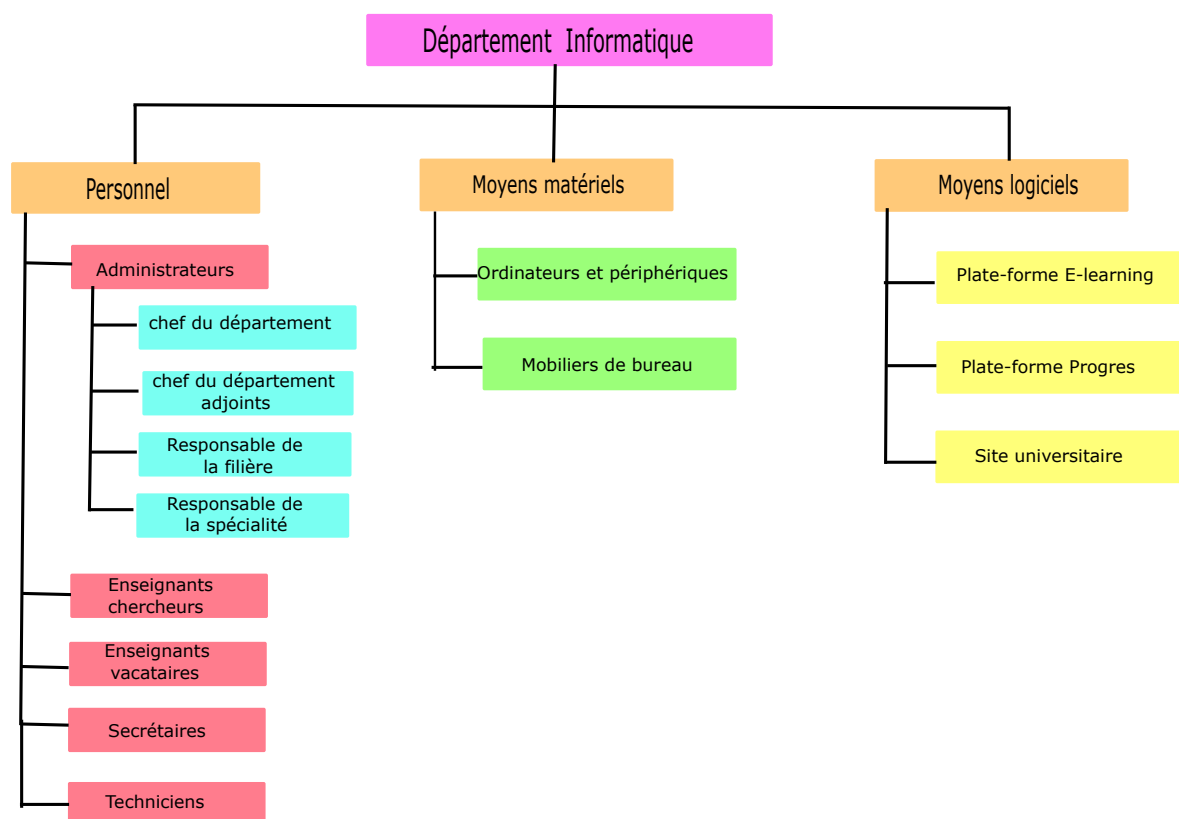 Département Informatique
Personnel
Moyens matériels
Moyens logiciels
Administrateurs
chef du département
chef du département
adjoints
Responsable de
la filière
Responsable de
la spécialité
Enseignants
chercheurs
Enseignants
vacataires
Secrétaires
Techniciens
Ordinateurs et périphériques
Mobiliers de bureau
Plate-forme E-learning
Plate-forme Progres
Site universitaire